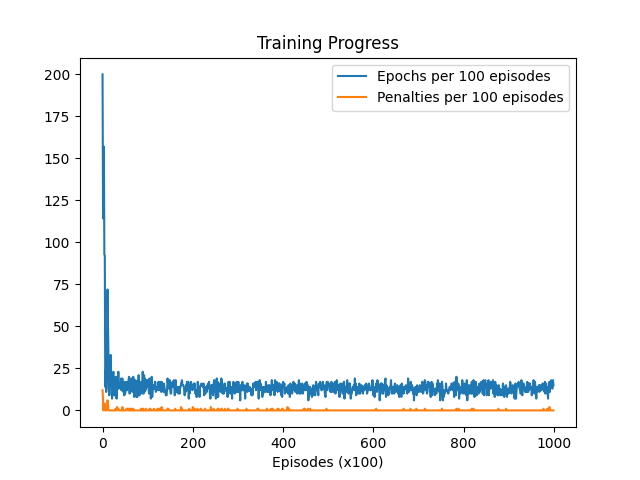 Training Progress
Epochs per 100 episodes
Penalties per 100 episodes
200
175
150
125
100
75
50
25
0
0 200 400 600 800 1000
Episodes (x100)